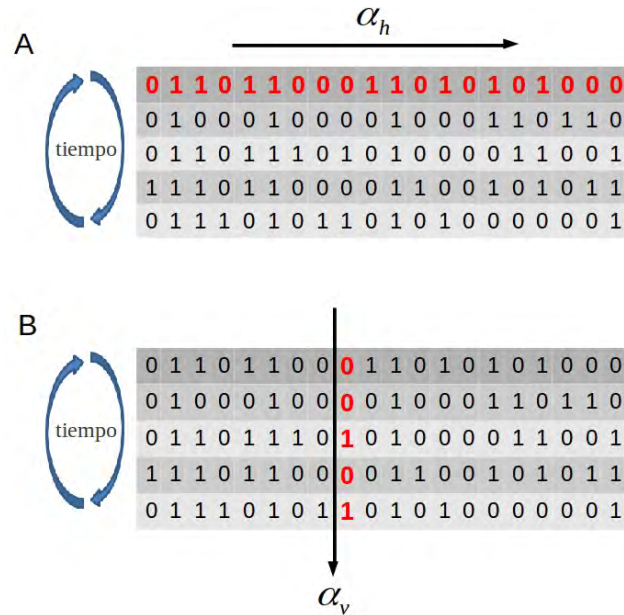 α_h
A
0 1 1 0 1 1 0 0 0 1 1 0 1 0 1 0 1 0 0 0
0 1 0 0 0 1 0 0 0 0 1 0 0 0 1 1 0 1 1 0
tiempo
0 1 1 0 1 1 1 0 1 0 1 0 0 0 0 1 1 0 0 1
1 1 1 0 1 1 0 0 0 0 1 1 0 0 1 0 1 0 1 1
0 1 1 1 0 1 0 1 1 0 1 0 1 0 0 0 0 0 0 1
B
0 1 1 0 1 1 0 0 0 1 1 0 1 0 1 0 1 0 0 0
0 1 0 0 0 1 0 0 0 0 1 0 0 0 1 1 0 1 1 0
tiempo
0 1 1 0 1 1 1 0 1 0 1 0 0 0 0 1 1 0 0 1
1 1 1 0 1 1 0 0 0 0 1 1 0 0 1 0 1 0 1 1
0 1 1 1 0 1 0 1 1 0 1 0 1 0 0 0 0 0 0 1
α_v